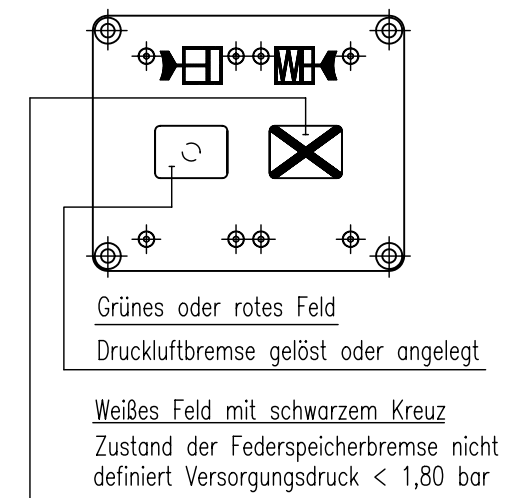 Grünes oder rotes Feld
Druckluftbremse gelöst oder angelegt
Weißes Feld mit schwarzem Kreuz
Zustand der Federspeicherbremse nicht
definiert Versorgungsdruck < 1,80 bar